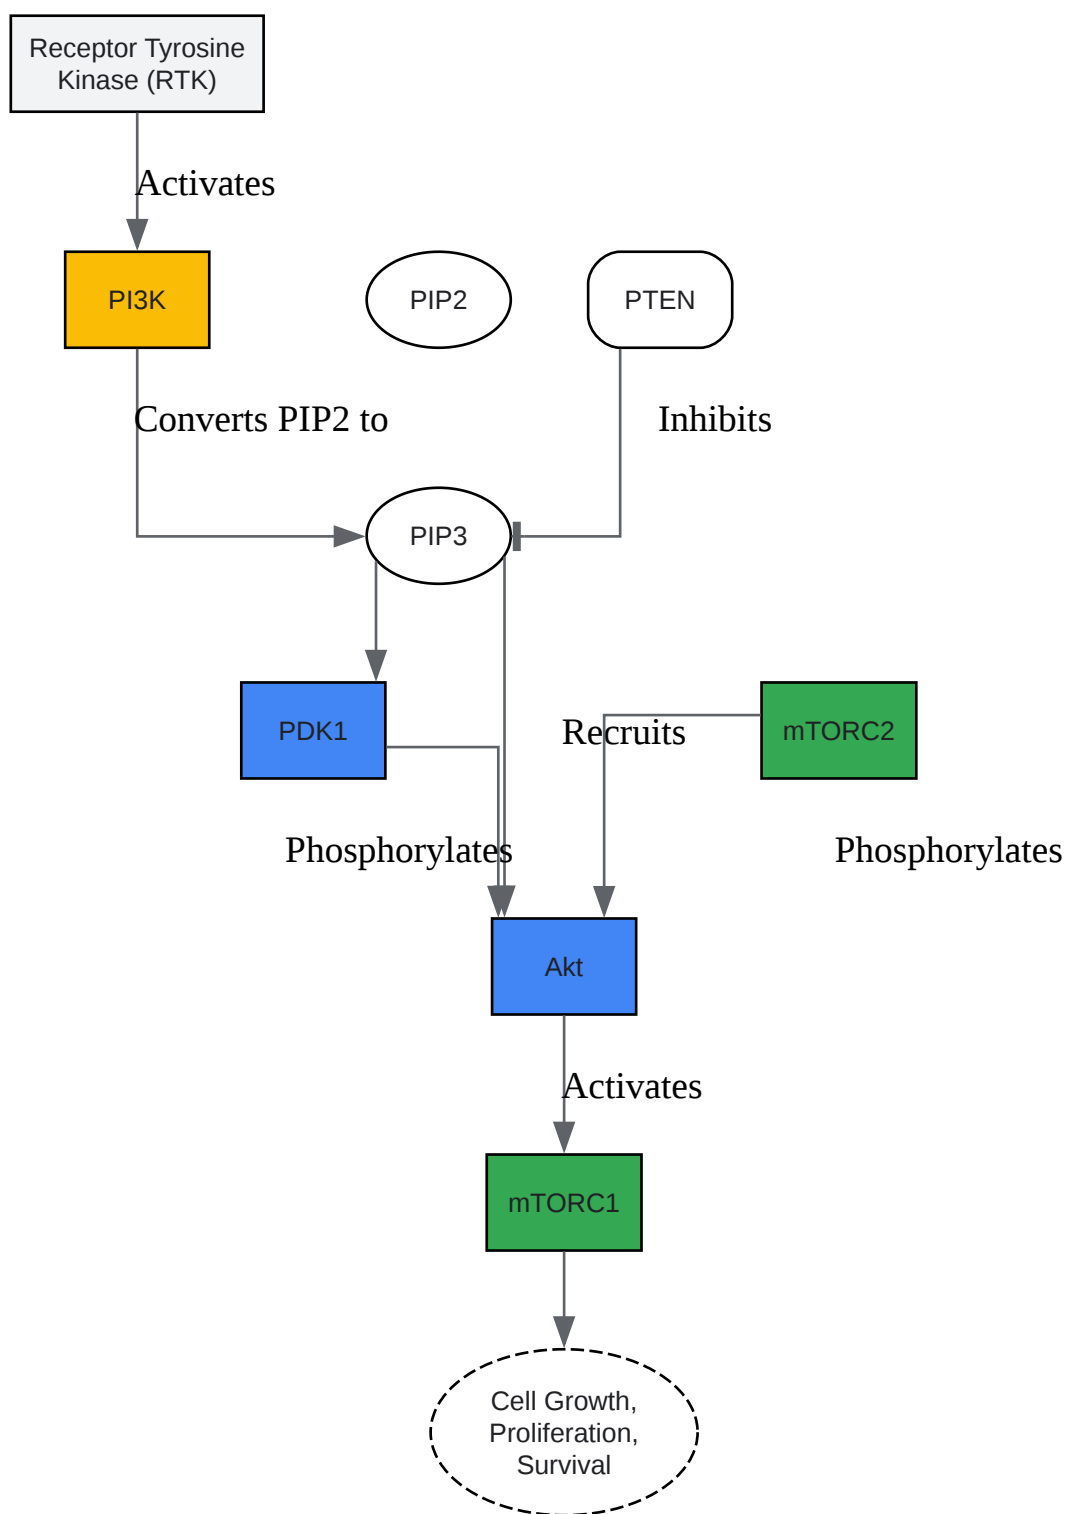 Receptor Tyrosine
Kinase (RTK)
Activates
PI3K
PIP2
PTEN
Converts PIP2 to
Inhibits
PIP3
PDK1
Recruits
mTORC2
Phosphorylates
Phosphorylates
Akt
Activates
mTORC1
Cell Growth,
Proliferation,
Survival